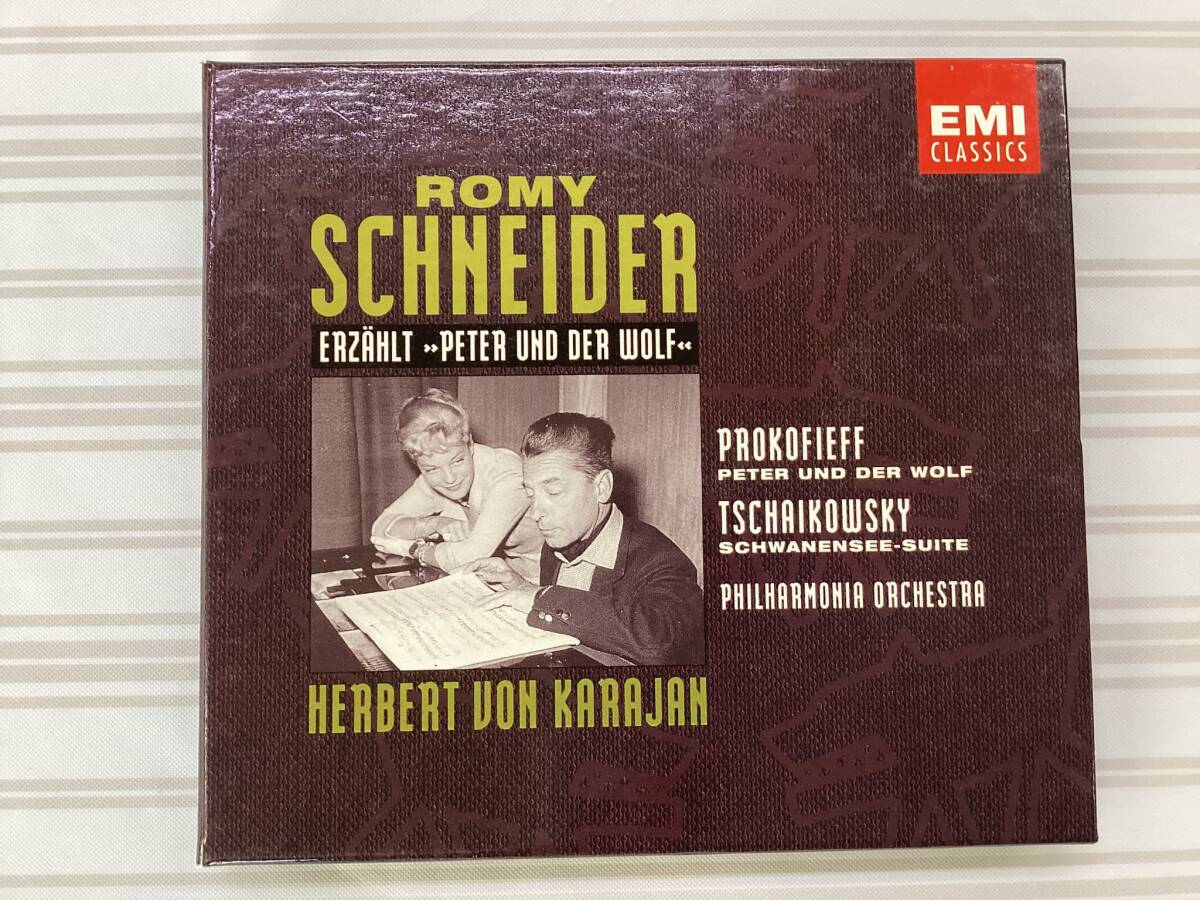 EMI
CLASSICS
ROMY
SCHNEIDER
ERZÄHLT »PETER UND DER WOLF«
PROKOFIEFF
PETER UND DER WOLF
TSCHAIKOWSKY
SCHWANENSEE-SUITE
PHILHARMONIA ORCHESTRA
HERBERT VON KARAJAN